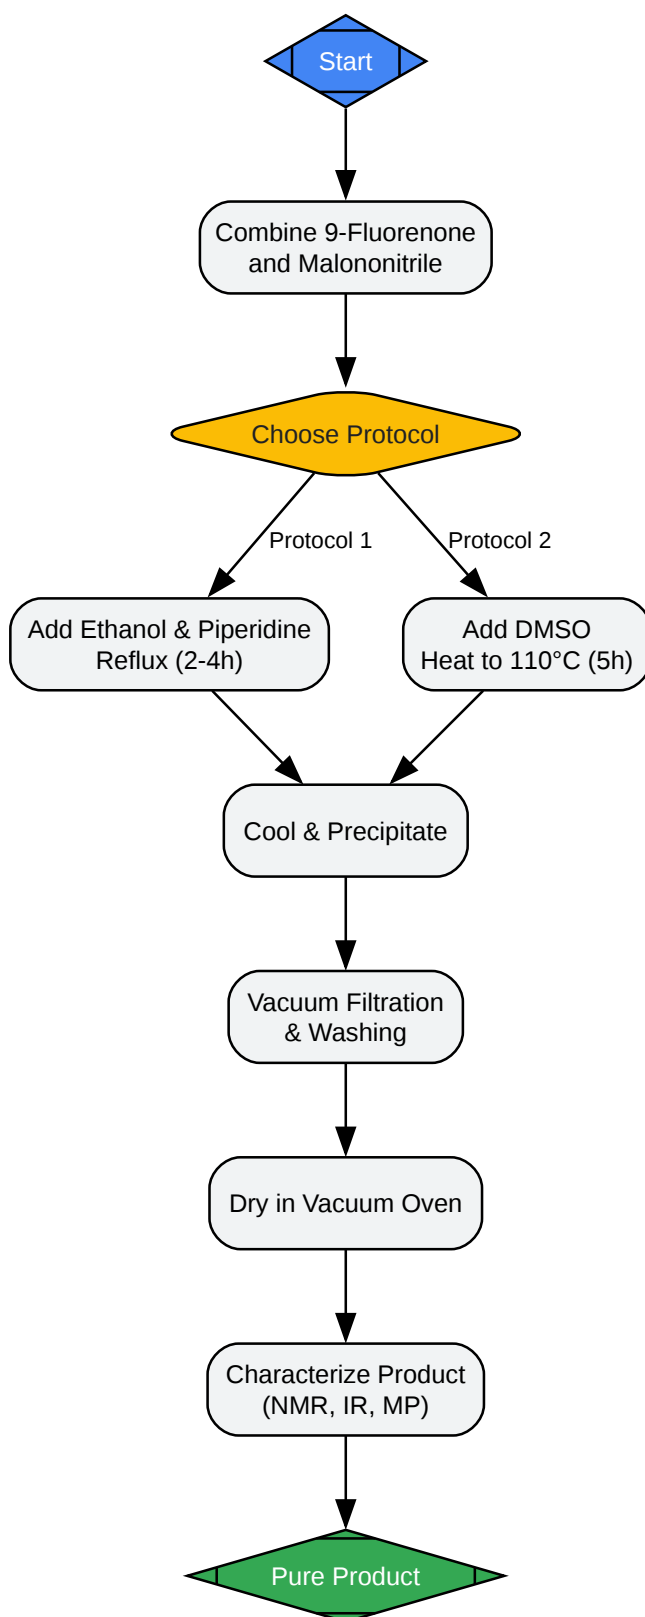 Start
Combine 9-Fluorenone
and Malononitrile
Choose Protocol
Protocol 1
Protocol 2
Add Ethanol & Piperidine
Reflux (2-4h)
Add DMSO
Heat to 110°C (5h)
Cool & Precipitate
Vacuum Filtration
& Washing
Dry in Vacuum Oven
Characterize Product
(NMR, IR, MP)
Pure Product